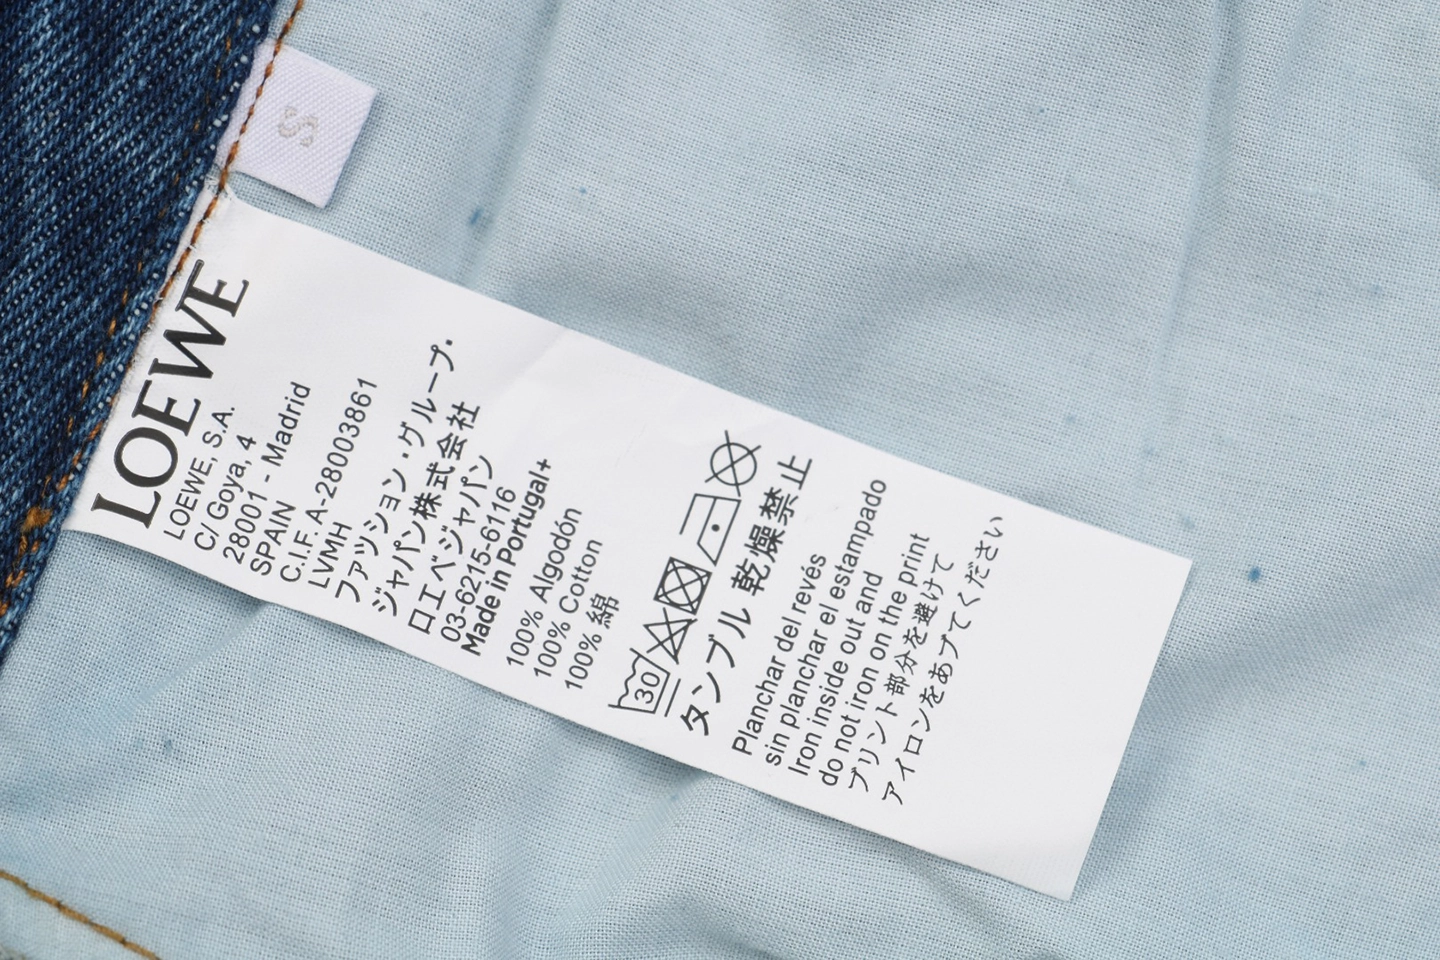 S
LOEWE
LOEWE, S.A.
C/ Goya, 4
28001 - Madrid
SPAIN
C.I.F. A-28003861
LVMH
ファッション・グループ.
ジャパン株式会社
ロエベジャパン
03-6215-6116
Made in Portugal+
100% Algodón
100% Cotton
100% 綿
30
タンブル 乾燥禁止
Planchar del revés
sin planchar el estampado
Iron inside out and
do not iron on the print
プリント部分を避けて
アイロンをあブてください